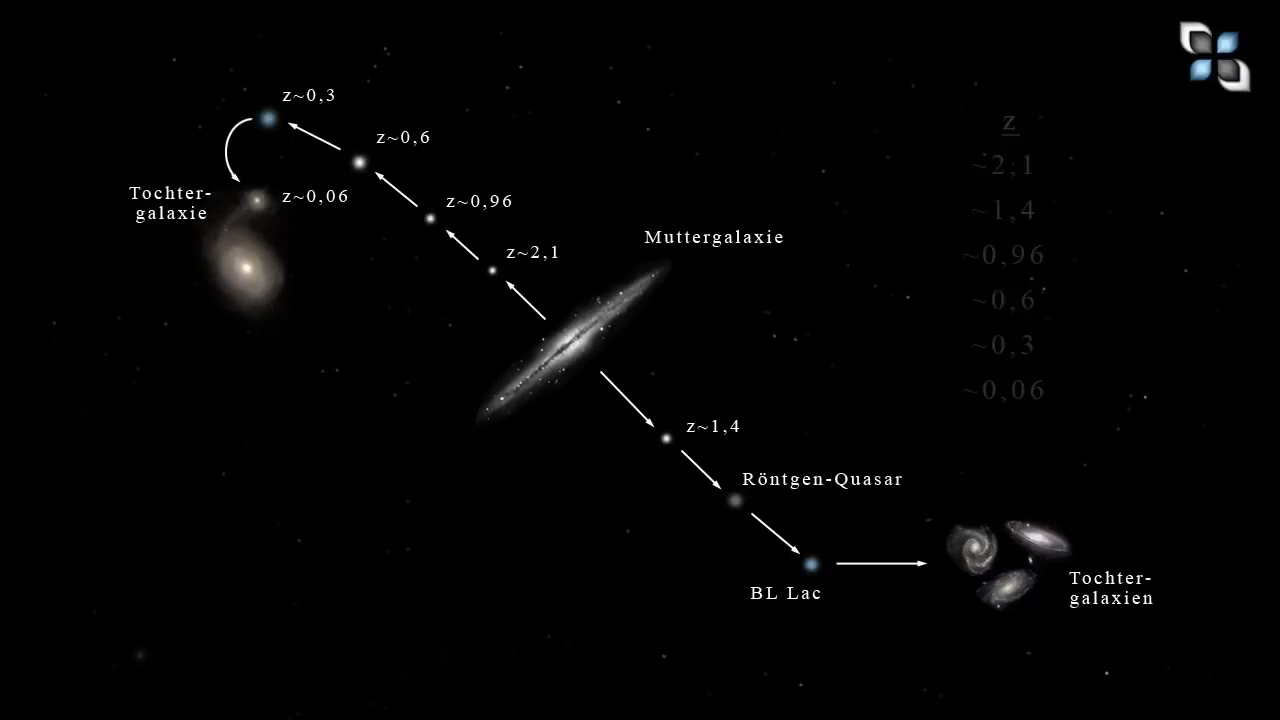 z~0,3
z~0,6
Tochter-
galaxie
z~0,06
z~0,96
z~2,1
Muttergalaxie
z~1,4
Röntgen-Quasar
BL Lac
Tochter-
galaxien
z
~2,1
~1,4
~0,96
~0,6
~0,3
~0,06